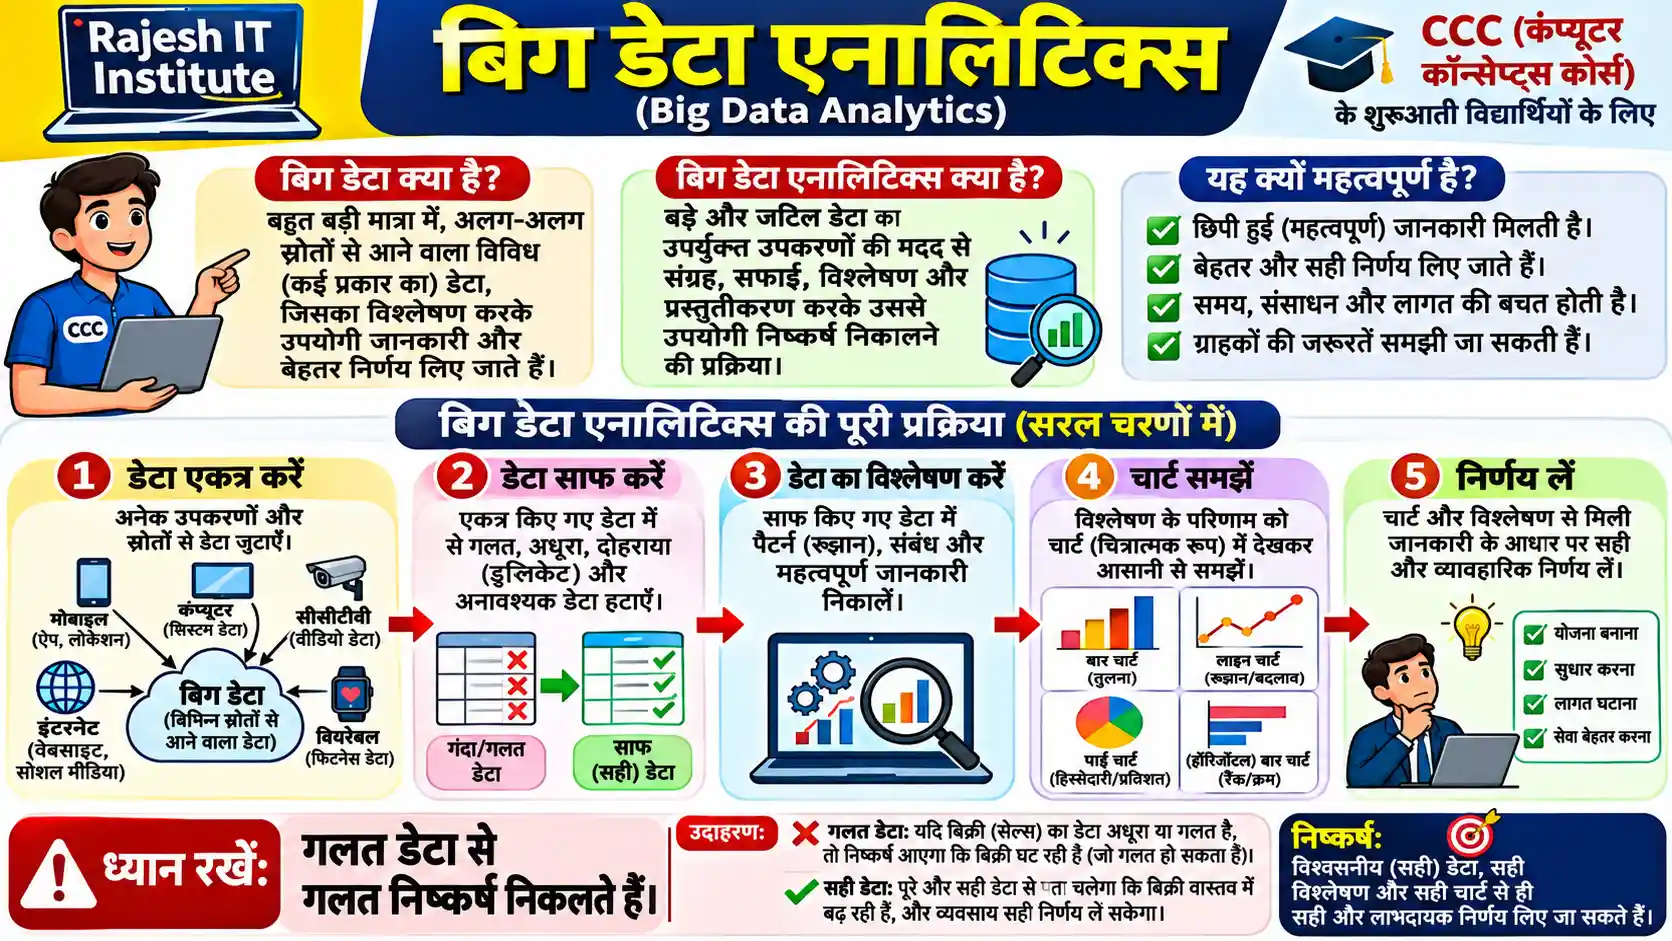 Rajesh IT
Institute
बिग डेटा एनालिटिक्स
(Big Data Analytics)
CCC (कंप्यूटर
कॉन्सेप्ट्स कोर्स)
के शुरूआती विद्यार्थियों के लिए
CCC
बिग डेटा क्या है?
बहुत बड़ी मात्रा में, अलग-अलग
स्रोतों से आने वाला विविध
(कई प्रकार का) डेटा,
जिसका विश्लेषण करके
उपयोगी जानकारी और
बेहतर निर्णय लिए जाते हैं।
बिग डेटा एनालिटिक्स क्या है?
बड़े और जटिल डेटा का
उपर्युक्त उपकरणों की मदद से
संग्रह, सफाई, विश्लेषण और
प्रस्तुतीकरण करके उससे
उपयोगी निष्कर्ष निकालने
की प्रक्रिया।
यह क्यों महत्वपूर्ण है?
छिपी हुई (महत्वपूर्ण) जानकारी मिलती है।
बेहतर और सही निर्णय लिए जाते हैं।
समय, संसाधन और लागत की बचत होती है।
ग्राहकों की जरूरतें समझी जा सकती हैं।
बिग डेटा एनालिटिक्स की पूरी प्रक्रिया (सरल चरणों में)
1 डेटा एकत्र करें
अनेक उपकरणों और
स्रोतों से डेटा जुटाएँ।
मोबाइल
(ऐप, लोकेशन)
कंप्यूटर
(सिस्टम डेटा)
सीसीटीवी
(वीडियो डेटा)
इंटरनेट
(वेबसाइट,
सोशल मीडिया)
बिग डेटा
(बिभिन्न स्रोतों से
आने वाला डेटा)
वियरेबल
(फिटनेस डेटा)
2 डेटा साफ करें
एकत्र किए गए डेटा में
से गलत, अधूरा, दोहराया
(डुलिकेट) और
अनावश्यक डेटा हटाएँ।
गंदा/गलत
डेटा
साफ
(सही) डेटा
3 डेटा का विश्लेषण करें
साफ किए गए डेटा में
पैटर्न (रूझान), संबंध और
महत्वपूर्ण जानकारी
निकालें।
4 चार्ट समझें
विश्लेषण के परिणाम को
चार्ट (चित्रात्मक रूप) में देखकर
आसानी से समझें।
बार चार्ट
(तुलना)
लाइन चार्ट
(रूझान/बदलाव)
पाई चार्ट
(हिस्सेदारी/प्रतिशत)
(हॉरिजोंटल) बार चार्ट
(रैंक/क्रम)
5 निर्णय लें
चार्ट और विश्लेषण से मिली
जानकारी के आधार पर सही
और व्यावहारिक निर्णय लें।
योजना बनाना
सुधार करना
लागत घटाना
सेवा बेहतर करना
ध्यान रखें:
गलत डेटा से
गलत निष्कर्ष निकलते हैं।
उदाहरण:
गलत डेटा: यदि बिक्री (सेल्स) का डेटा अधूरा या गलत है,
तो निष्कर्ष आएगा कि बिक्री घट रही है (जो गलत हो सकता है)।
सही डेटा: पूरे और सही डेटा से पता चलेगा कि बिक्री वास्तव में
बढ़ रही हैं, और व्यवसाय सही निर्णय लें सकेगा।
निष्कर्ष:
विश्वसनीय (सही) डेटा, सही
विश्लेषण और सही चार्ट से ही
सही और लाभदायक निर्णय लिए जा सकते हैं।